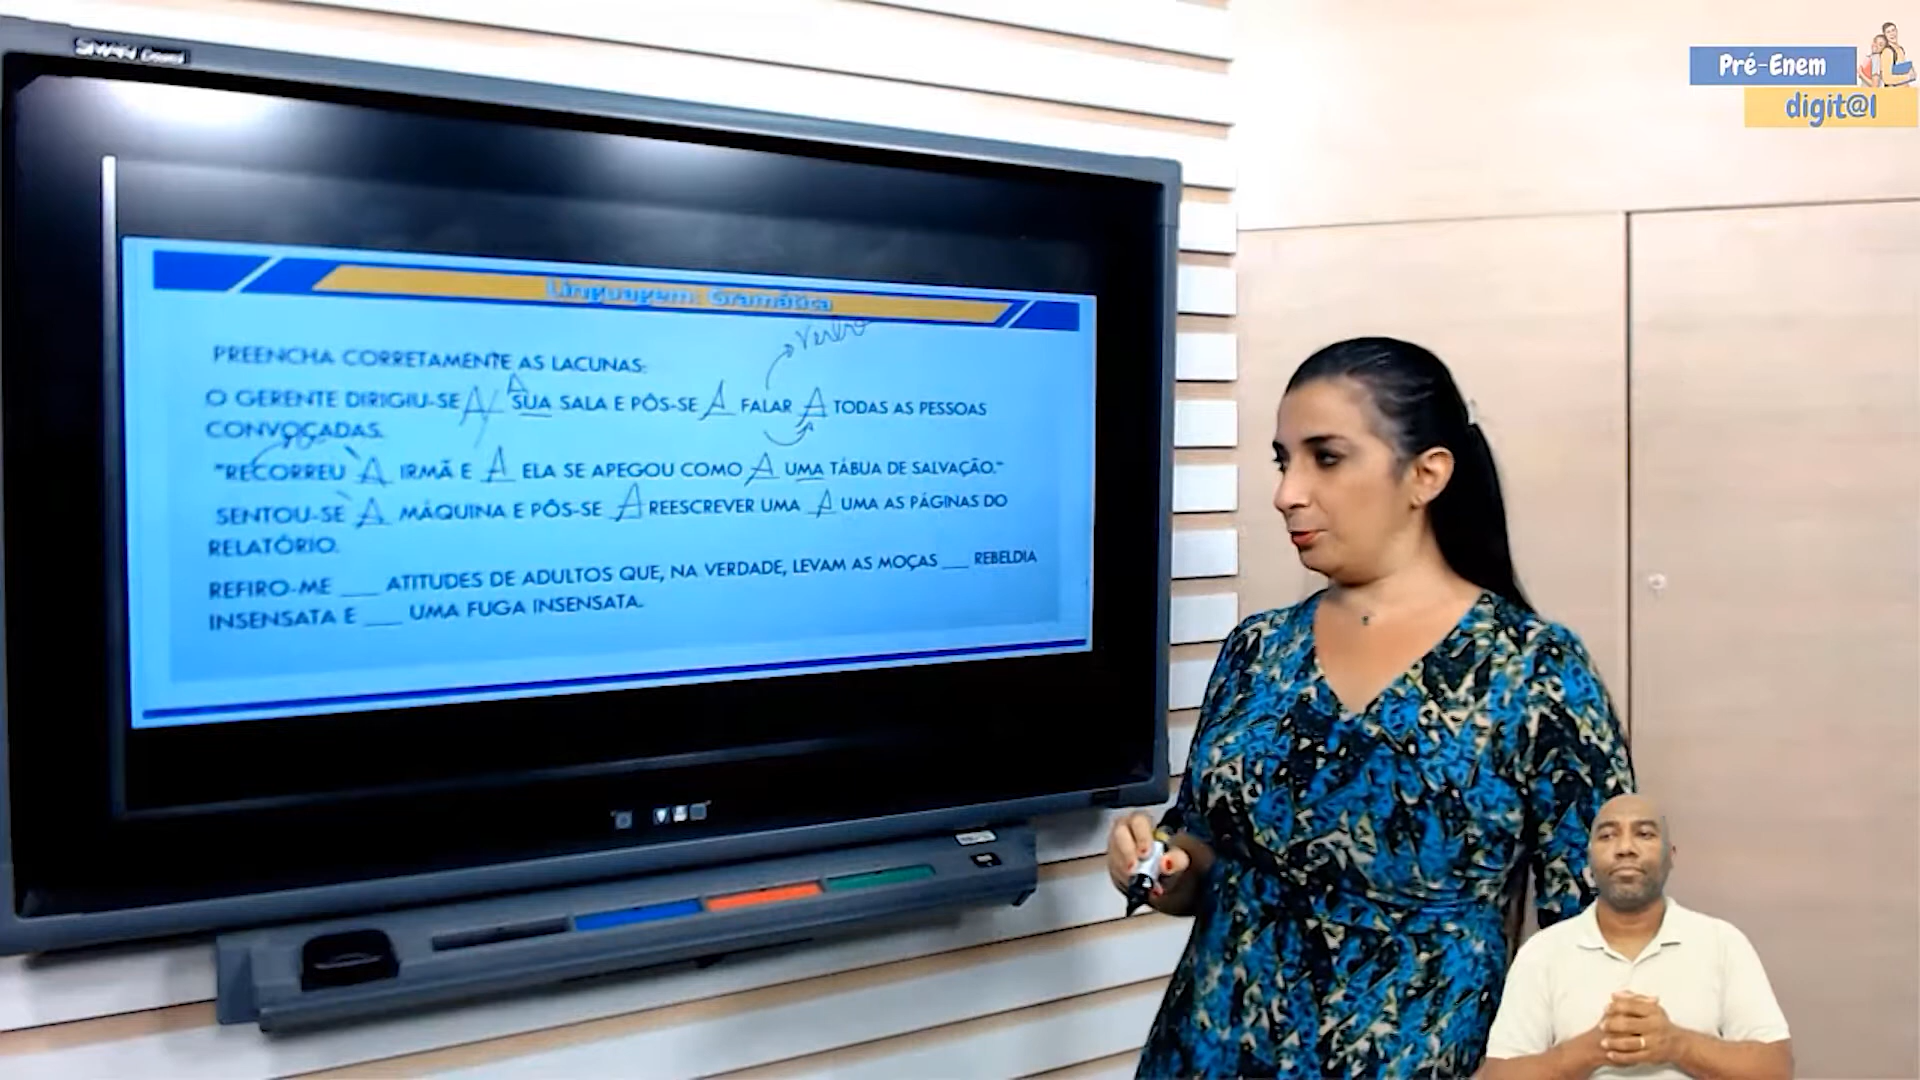 Pré-Enem
digit@l
Linguagem: Gramática
Verbo
PREENCHA CORRETAMENTE AS LACUNAS:
O GERENTE DIRIGIU-SE A/À SUA SALA E PÔS-SE A FALAR A TODAS AS PESSOAS
CONVOCADAS.
"RECORREU À IRMÃ E A ELA SE APEGOU COMO A UMA TÁBUA DE SALVAÇÃO."
SENTOU-SE À MÁQUINA E PÔS-SE A REESCREVER UMA A UMA AS PÁGINAS DO
RELATÓRIO.
REFIRO-ME ___ ATITUDES DE ADULTOS QUE, NA VERDADE, LEVAM AS MOÇAS ___ REBELDIA
INSENSATA E ___ UMA FUGA INSENSATA.